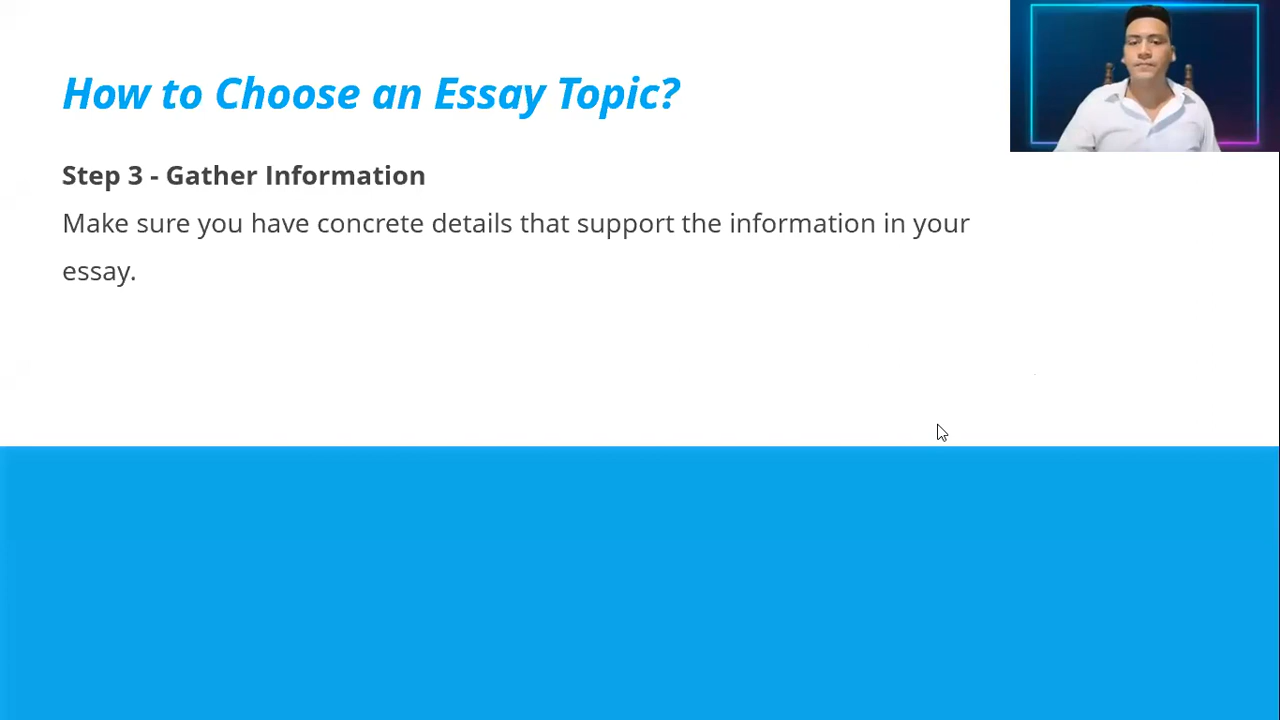 How to Choose an Essay Topic?
Step 3 - Gather Information
Make sure you have concrete details that support the information in your
essay.